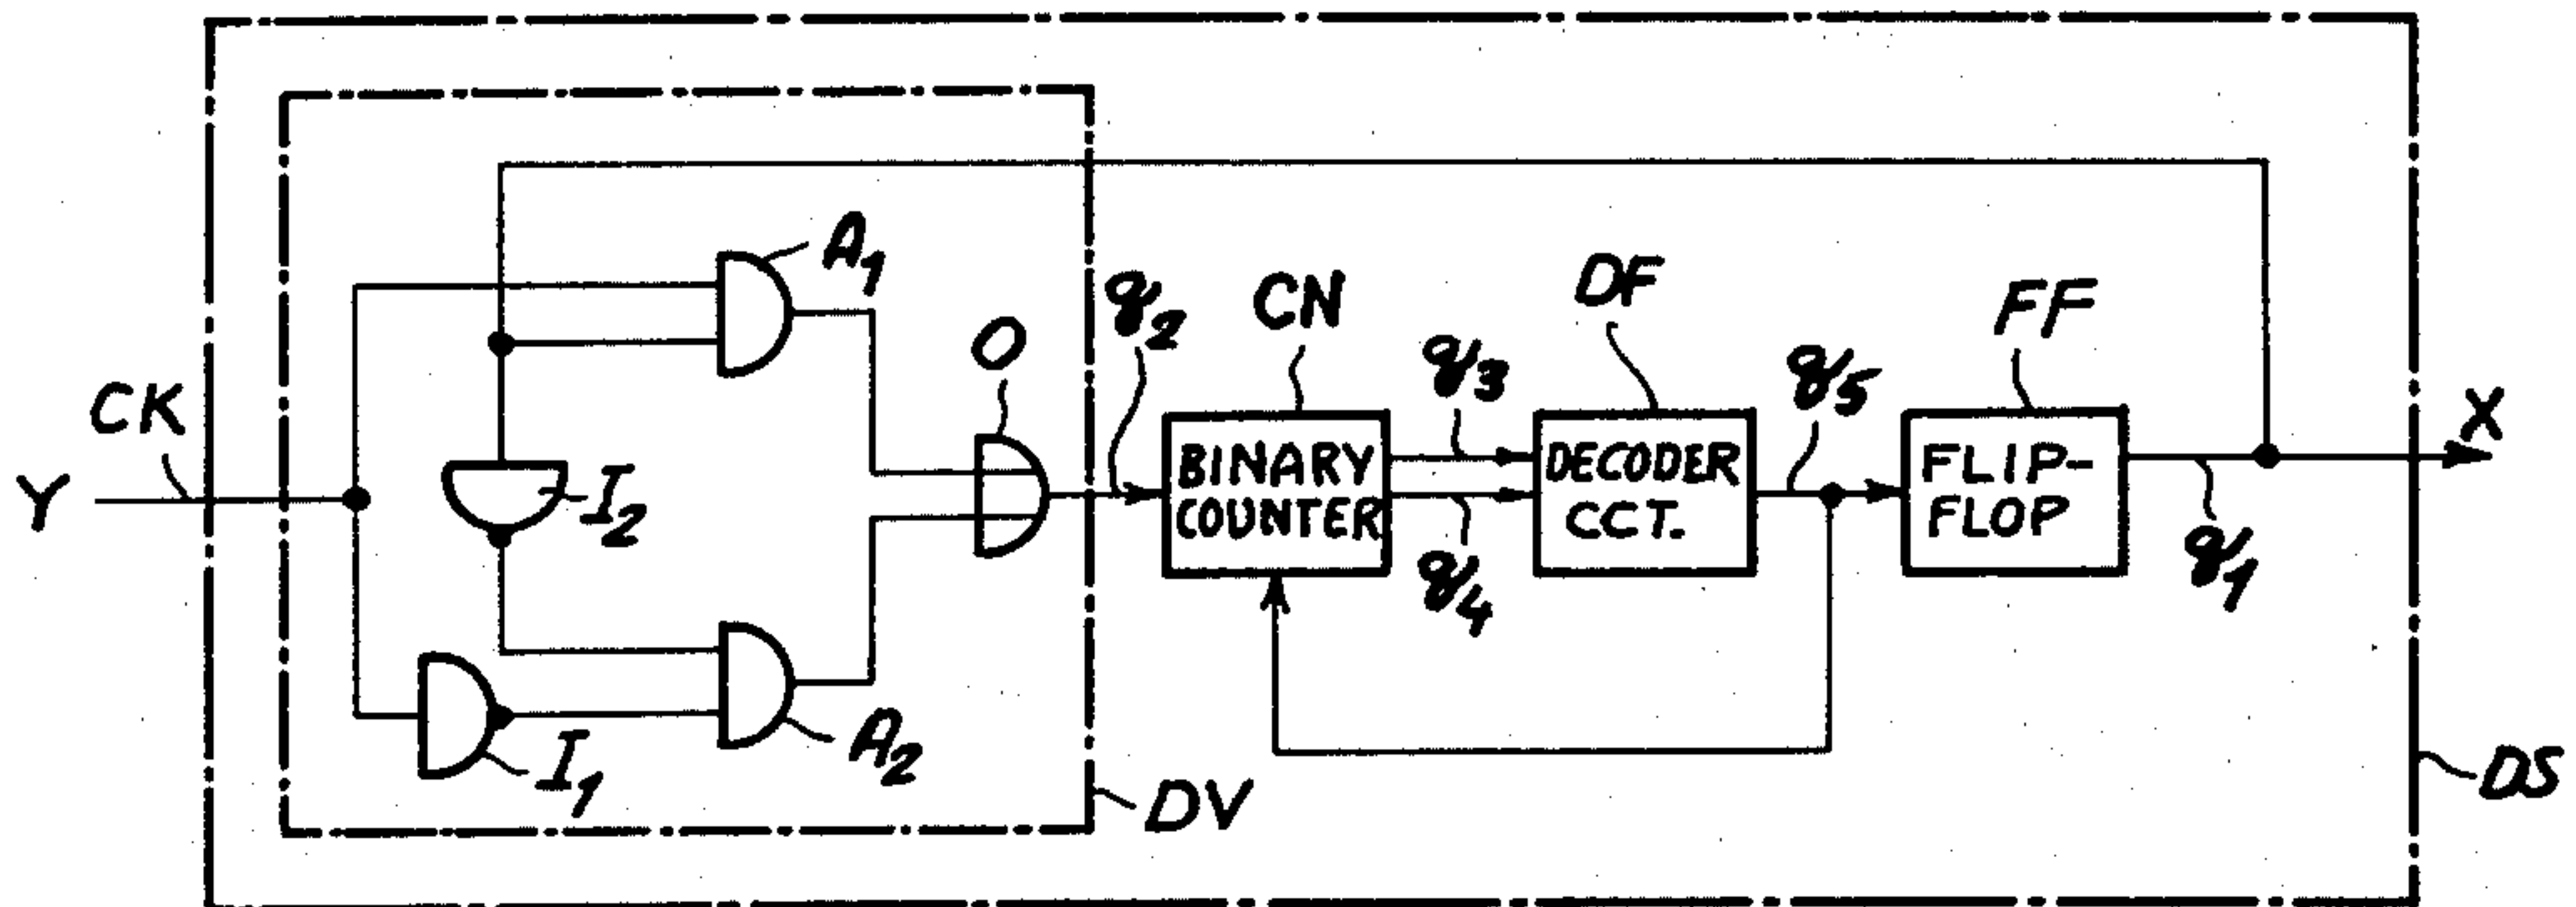 A1
CK
Y
I2
I1
A2
O
q2
CN
BINARY
COUNTER
q3
q4
DF
DECODER
CCT.
q5
FF
FLIP-
FLOP
q1
X
DV
DS